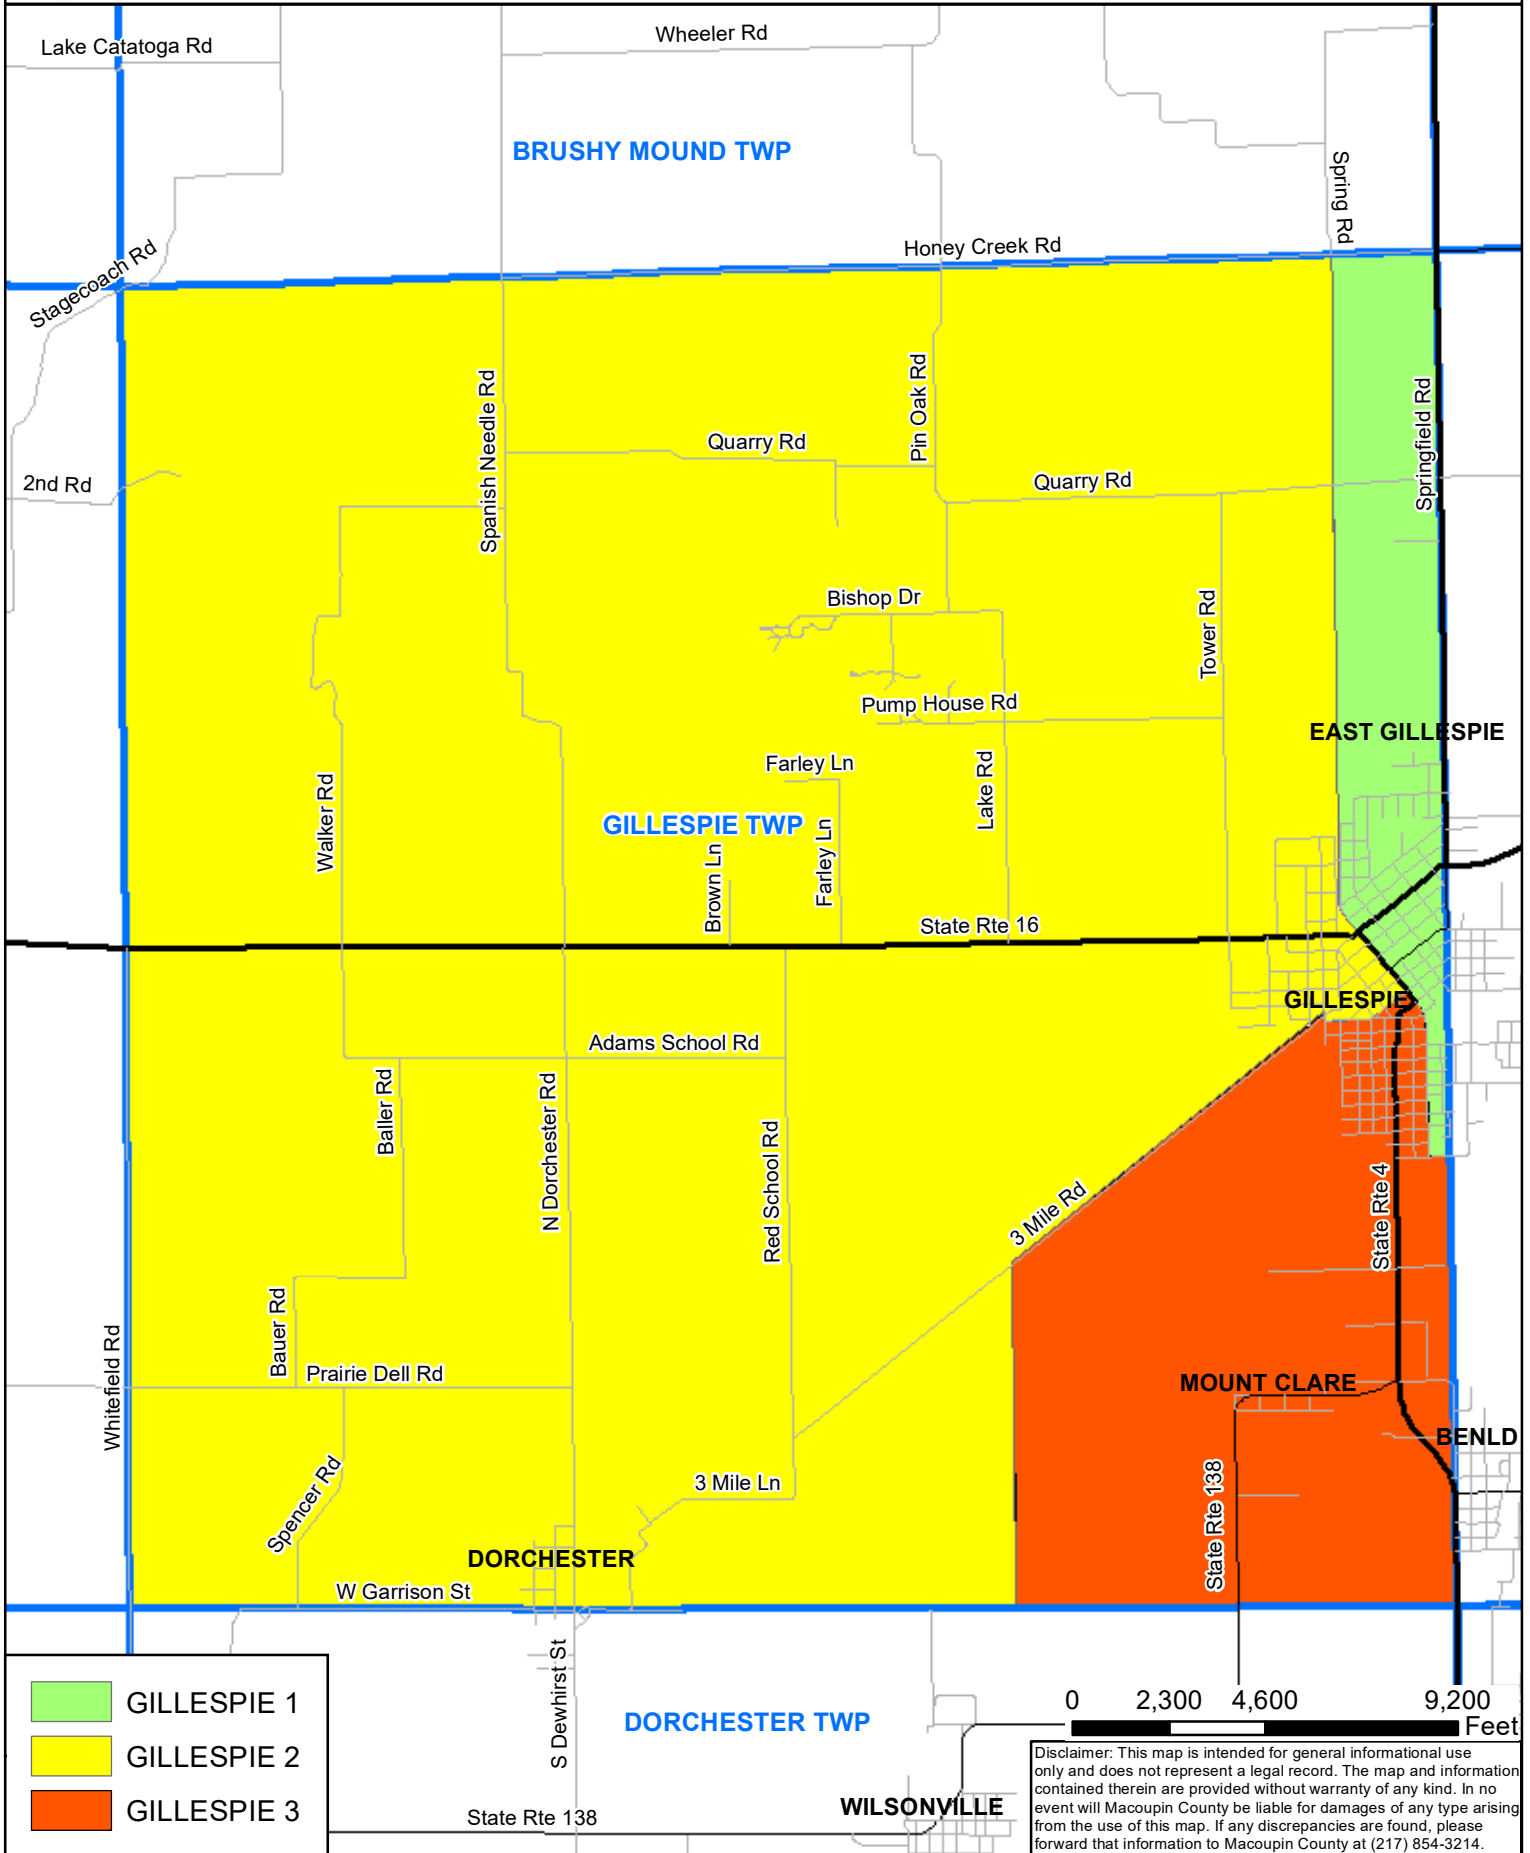 Lake Catatoga Rd
Wheeler Rd
BRUSHY MOUND TWP
Spring Rd
Stagecoach Rd
Honey Creek Rd
Spanish Needle Rd
Pin Oak Rd
Springfield Rd
Quarry Rd
Quarry Rd
2nd Rd
Bishop Dr
Tower Rd
Pump House Rd
EAST GILLESPIE
Farley Ln
Lake Rd
Walker Rd
GILLESPIE TWP
Farley Ln
Brown Ln
State Rte 16
GILLESPIE
Adams School Rd
Baller Rd
N Dorchester Rd
Red School Rd
3 Mile Rd
State Rte 4
Bauer Rd
Whitefield Rd
Prairie Dell Rd
MOUNT CLARE
BENLD
3 Mile Ln
Spencer Rd
State Rte 138
DORCHESTER
W Garrison St
S Dewhirst St
DORCHESTER TWP
GILLESPIE 1
GILLESPIE 2
GILLESPIE 3
0 2,300 4,600 9,200
Feet
WILSONVILLE
State Rte 138
Disclaimer: This map is intended for general informational use
only and does not represent a legal record. The map and information
contained therein are provided without warranty of any kind. In no
event will Macoupin County be liable for damages of any type arising
from the use of this map. If any discrepancies are found, please
forward that information to Macoupin County at (217) 854-3214.